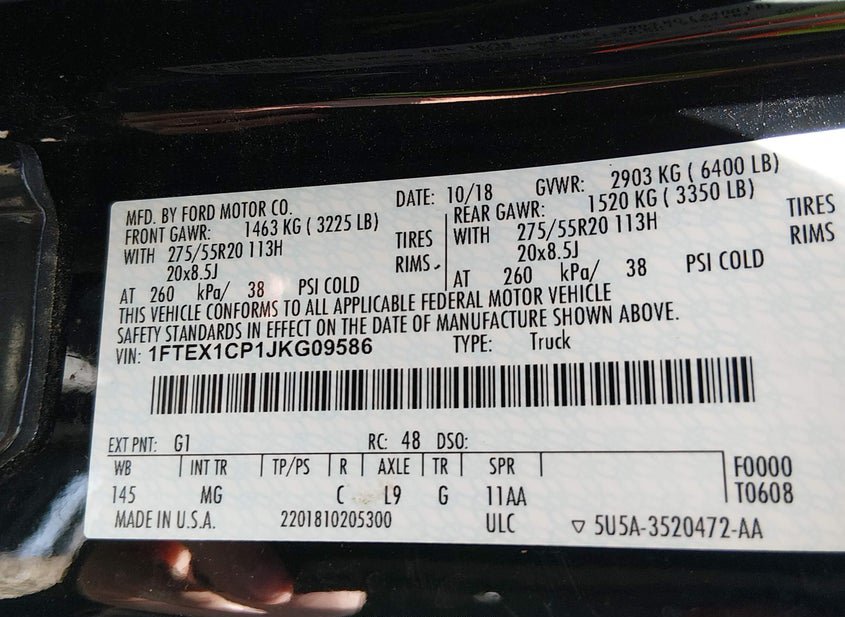 MFD. BY FORD MOTOR CO. DATE: 10/18 GVWR: 2903 KG ( 6400 LB)
FRONT GAWR: 1463 KG ( 3225 LB) REAR GAWR: 1520 KG ( 3350 LB)
WITH 275/55R20 113H TIRES WITH 275/55R20 113H TIRES
20x8.5J RIMS 20x8.5J RIMS
AT 260 kPa/ 38 PSI COLD AT 260 kPa/ 38 PSI COLD
THIS VEHICLE CONFORMS TO ALL APPLICABLE FEDERAL MOTOR VEHICLE
SAFETY STANDARDS IN EFFECT ON THE DATE OF MANUFACTURE SHOWN ABOVE.
VIN: 1FTEX1CP1JKG09586 TYPE: Truck
EXT PNT: G1 RC: 48 DSO:
WB INT TR TP/PS R AXLE TR SPR F0000
145 MG C L9 G 11AA T0608
MADE IN U.S.A. 2201810205300 ULC ▽ 5U5A-3520472-AA